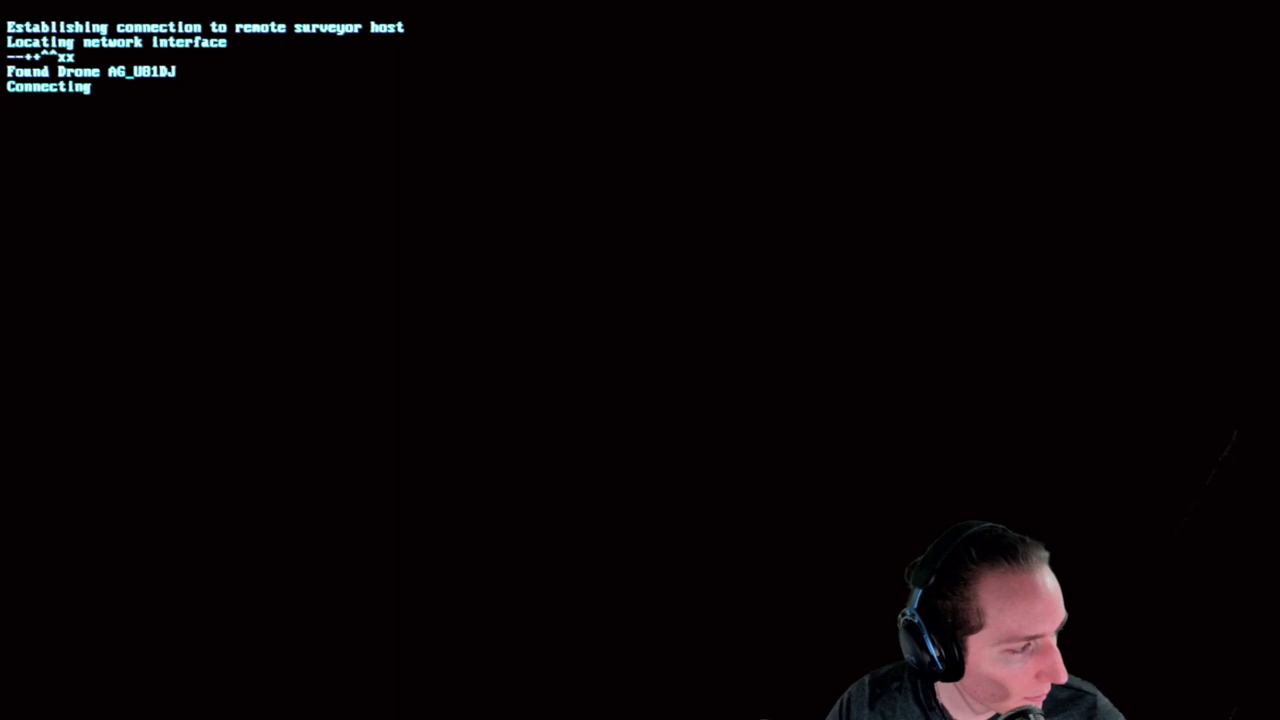 Establishing connection to remote surveyor host
Locating network interface
--++^^xx
Found Drone AG_U81DJ
Connecting